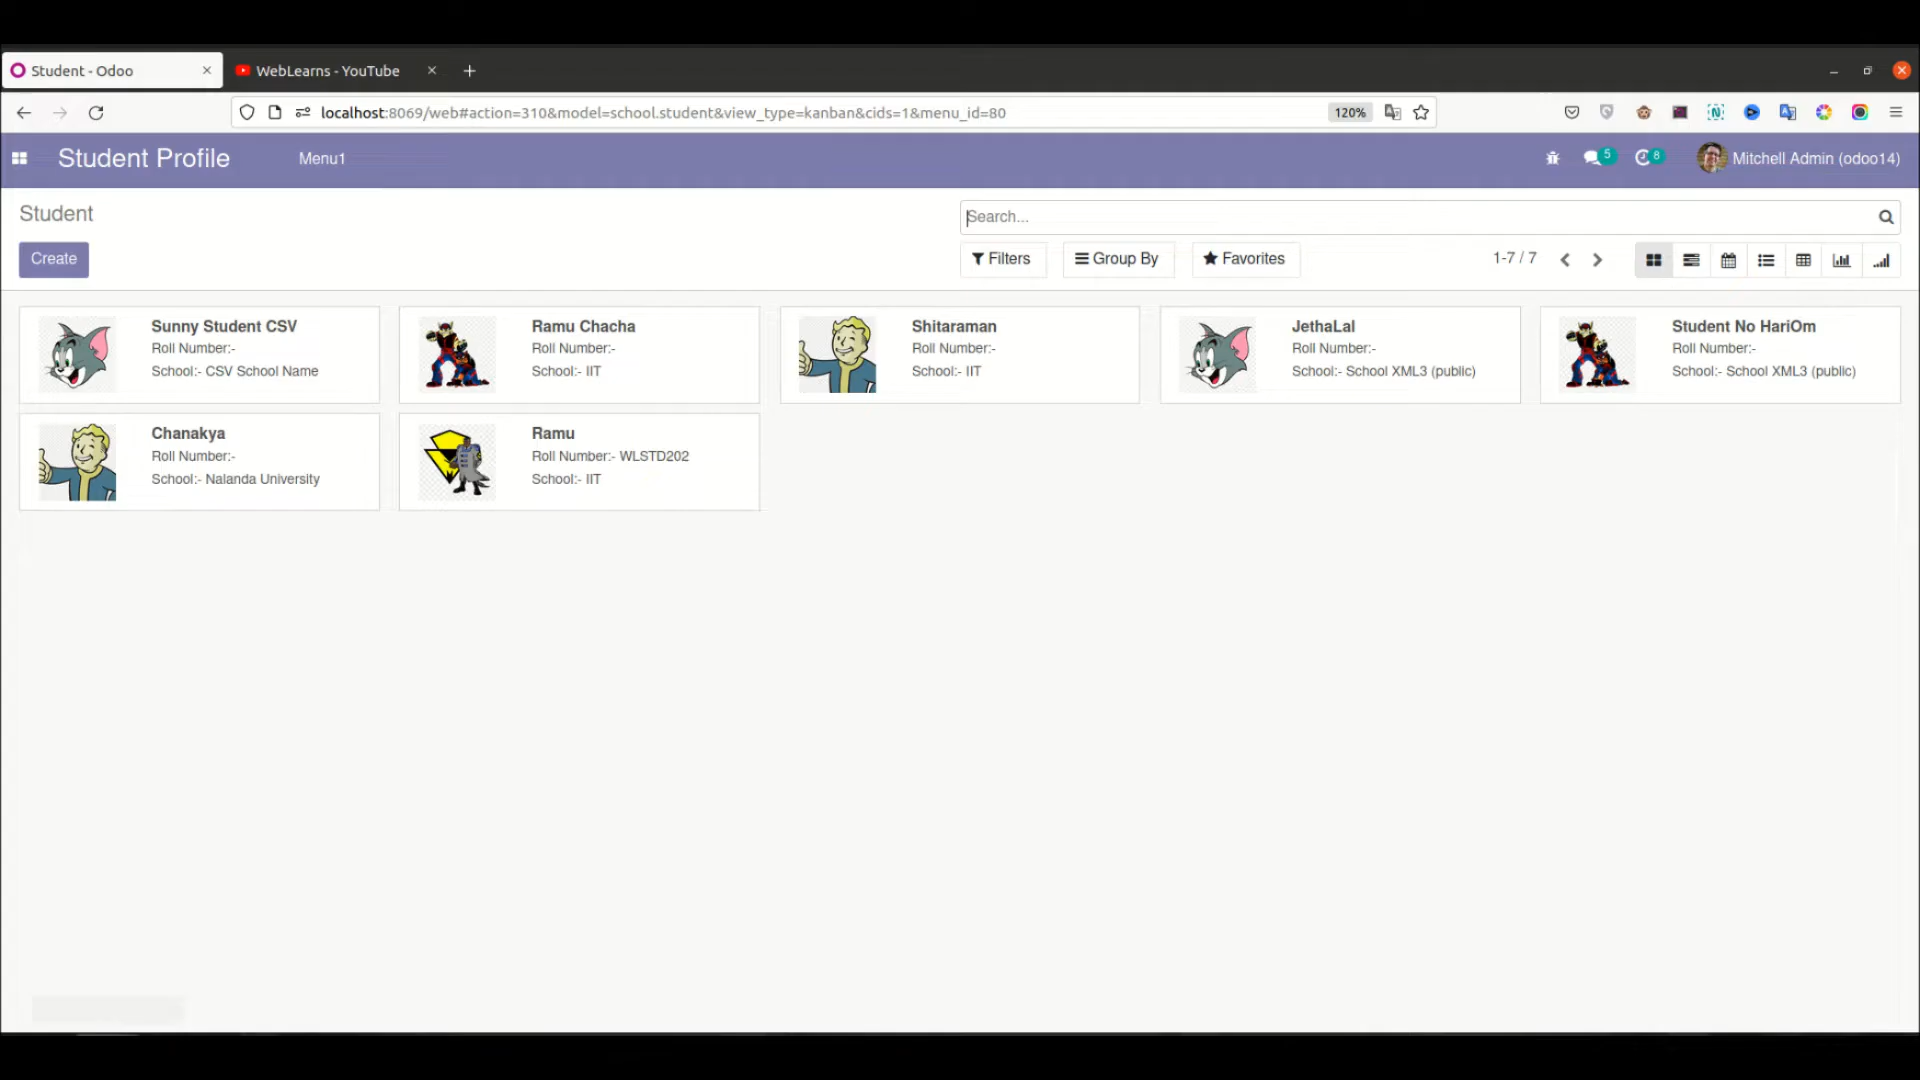 Student - Odoo
WebLearns - YouTube
localhost:8069/web#action=310&model=school.student&view_type=kanban&cids=1&menu_id=80
120%
Student Profile
Menu1
5
8
Mitchell Admin (odoo14)
Student
Search...
Create
Filters
Group By
Favorites
1-7 / 7
Sunny Student CSV
Roll Number:-
School:- CSV School Name
Ramu Chacha
Roll Number:-
School:- IIT
Shitaraman
Roll Number:-
School:- IIT
JethaLal
Roll Number:-
School:- School XML3 (public)
Student No HariOm
Roll Number:-
School:- School XML3 (public)
Chanakya
Roll Number:-
School:- Nalanda University
Ramu
Roll Number:- WLSTD202
School:- IIT